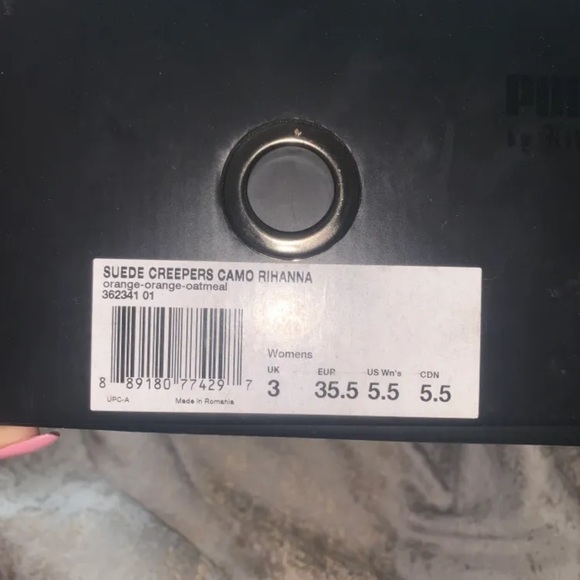 SUEDE CREEPERS CAMO RIHANNA
orange-orange-oatmeal
362341 01
8 89180 77429 7
UPC-A Made in Romania
Womens
UK EUR US Wn's CDN
3 35.5 5.5 5.5